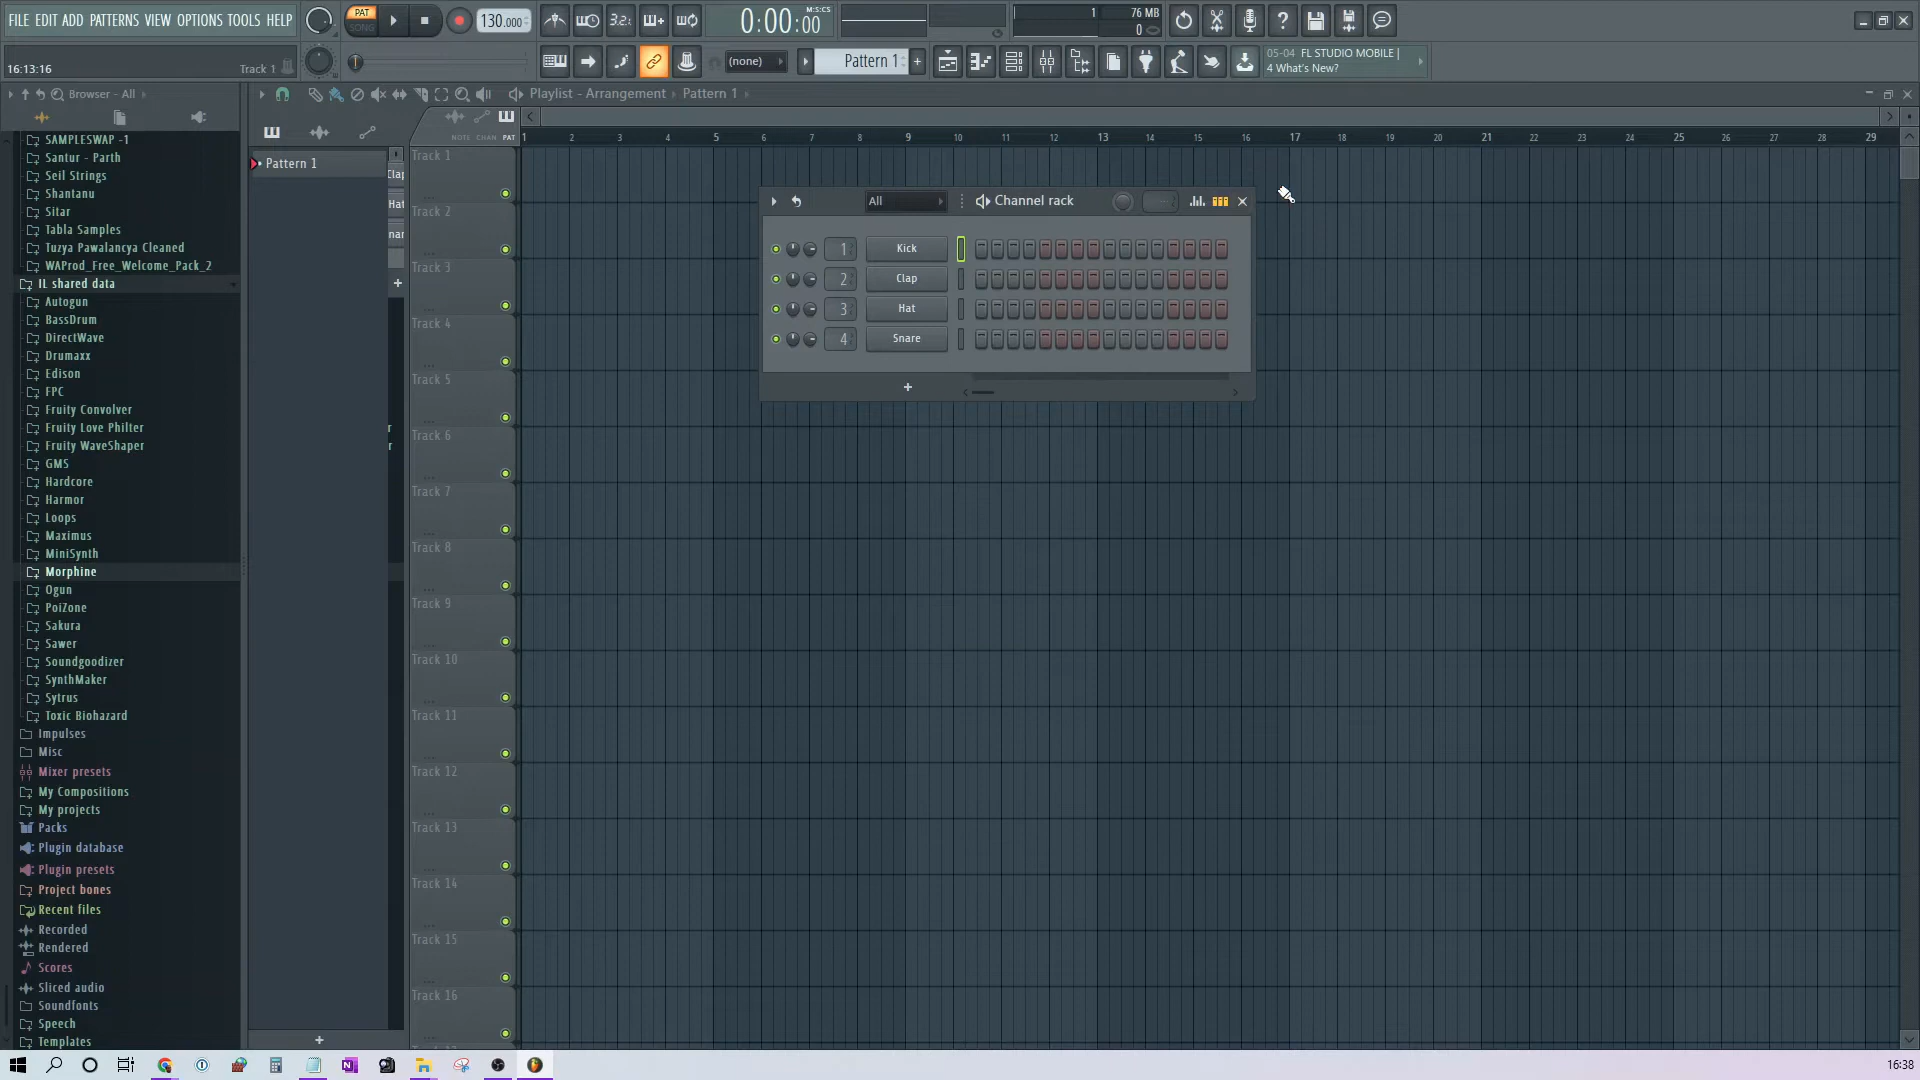 FILE EDIT PATTERNS VIEW OPTIONS TOOLS HELP
PAT
SONG
130.000
3.2.
0:00:00
M:S:CS
1
76 MB
0
16:13:16
Track 1
(none)
Pattern 1
05-04 FL STUDIO MOBILE |
4 What's New?
Browser - All
Playlist - Arrangement
Pattern 1
NOTE CHAN PAT
1 2 3 4 5 6 7 8 9 10 11 12 13 14 15 16 17 18 19 20 21 22 23 24 25 26 27 28 29
SAMPLESWAP -1
Santur - Parth
Seil Strings
Shantanu
Sitar
Tabla Samples
Tuzya Pawalancya Cleaned
WAProd_Free_Welcome_Pack_2
IL shared data
Autogun
BassDrum
DirectWave
Drumaxx
Edison
FPC
Fruity Convolver
Fruity Love Philter
Fruity WaveShaper
GMS
Hardcore
Harmor
Loops
Maximus
MiniSynth
Morphine
Ogun
PoiZone
Sakura
Sawer
Soundgoodizer
SynthMaker
Sytrus
Toxic Biohazard
Impulses
Misc
Mixer presets
My Compositions
My projects
Packs
Plugin database
Plugin presets
Project bones
Recent files
Recorded
Rendered
Scores
Sliced audio
Soundfonts
Speech
Templates
Pattern 1
Clap
Hat
nar
r
r
Track 1
Track 2
Track 3
Track 4
Track 5
Track 6
Track 7
Track 8
Track 9
Track 10
Track 11
Track 12
Track 13
Track 14
Track 15
Track 16
All
Channel rack
1 Kick
2 Clap
3 Hat
4 Snare
16:38